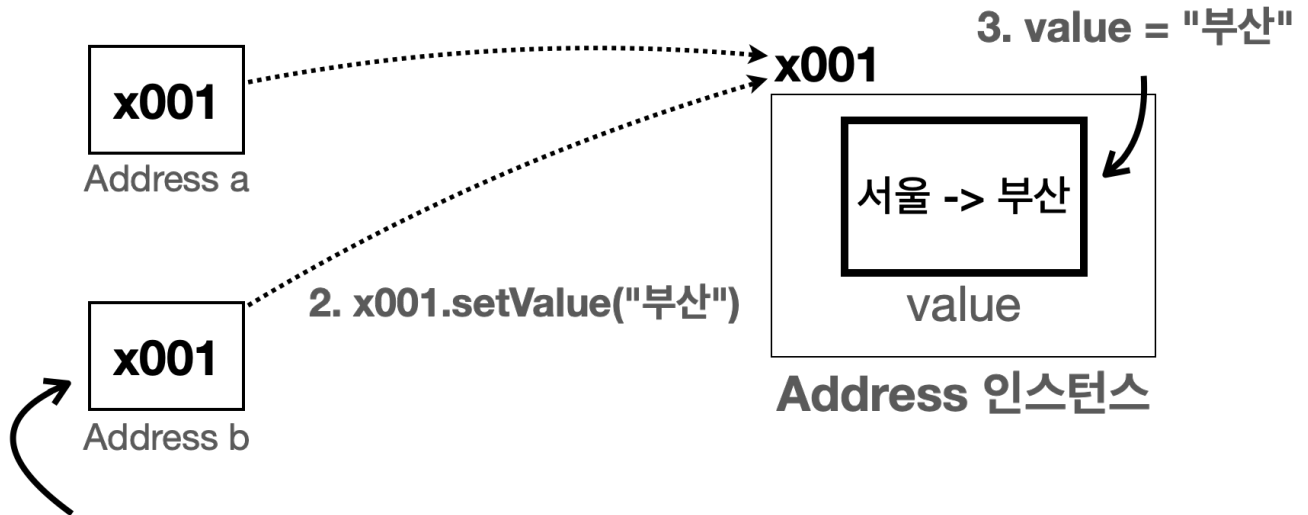 3. value = "부산"
x001
x001
Address a
서울 -> 부산
value
2. x001.setValue("부산")
x001
Address b
Address 인스턴스